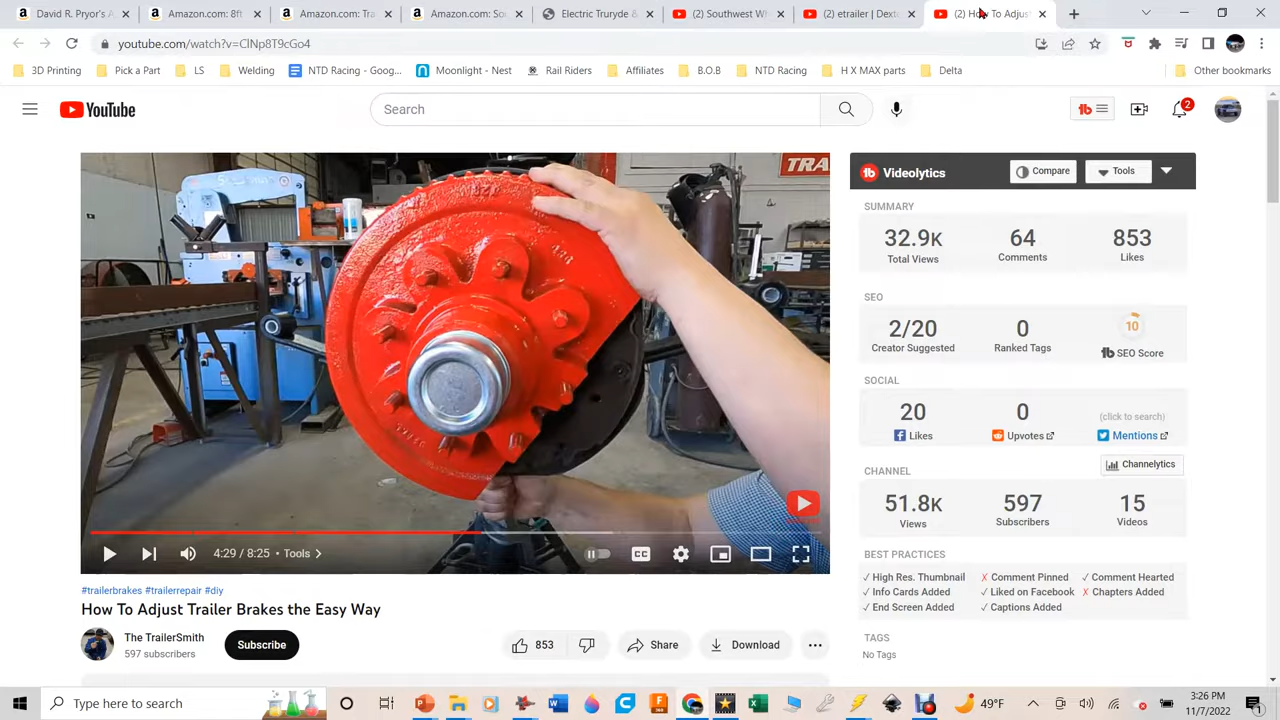 David R. Pryor's
Amazon.com: 8ft
Amazon.com: Tra
Amazon.com: So
Electric Turyde &
(2) Southwest Wh
(2) etrailer | Dext
(2) How To Adjus
youtube.com/watch?v=CINp8T9cGo4
3D Printing
Pick a Part
LS
Welding
NTD Racing - Goog...
Moonlight - Nest
Rail Riders
Affiliates
B.O.B
NTD Racing
H X MAX parts
Delta
Other bookmarks
YouTube
Search
2
TRA
4:29 / 8:25 • Tools
CC
#trailerbrakes #trailerrepair #diy
How To Adjust Trailer Brakes the Easy Way
The TrailerSmith
597 subscribers
Subscribe
853
Share
Download
Videolytics
Compare
Tools
SUMMARY
32.9K
64
853
Total Views
Comments
Likes
SEO
2/20
0
10
Creator Suggested
Ranked Tags
SEO Score
SOCIAL
20
0
(click to search)
Likes
Upvotes
Mentions
CHANNEL
Channelytics
51.8K
597
15
Views
Subscribers
Videos
BEST PRACTICES
✓ High Res. Thumbnail
✗ Comment Pinned
✓ Comment Hearted
✓ Info Cards Added
✓ Liked on Facebook
✗ Chapters Added
✓ End Screen Added
✓ Captions Added
TAGS
No Tags
Type here to search
49°F
3:26 PM
11/7/2022
1